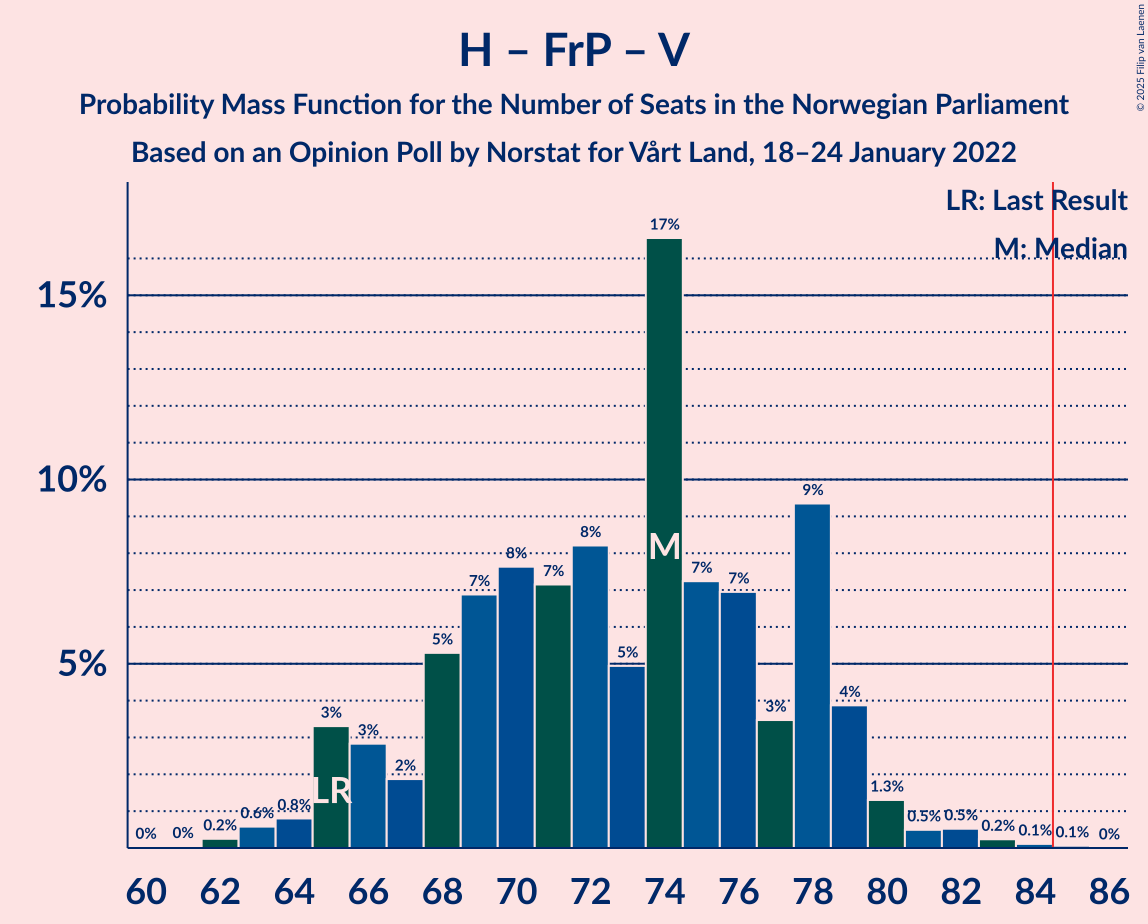 H – FrP – V
Probability Mass Function for the Number of Seats in the Norwegian Parliament
Based on an Opinion Poll by Norstat for Vårt Land, 18–24 January 2022
© 2025 Filip van Laenen
LR: Last Result
M: Median
15%
10%
5%
0% 0% 0.2% 0.6% 0.8% 3% 3% 2% 5% 7% 8% 7% 8% 5% 17% 7% 7% 3% 9% 4% 1.3% 0.5% 0.5% 0.2% 0.1% 0.1% 0%
LR
M
60 62 64 66 68 70 72 74 76 78 80 82 84 86